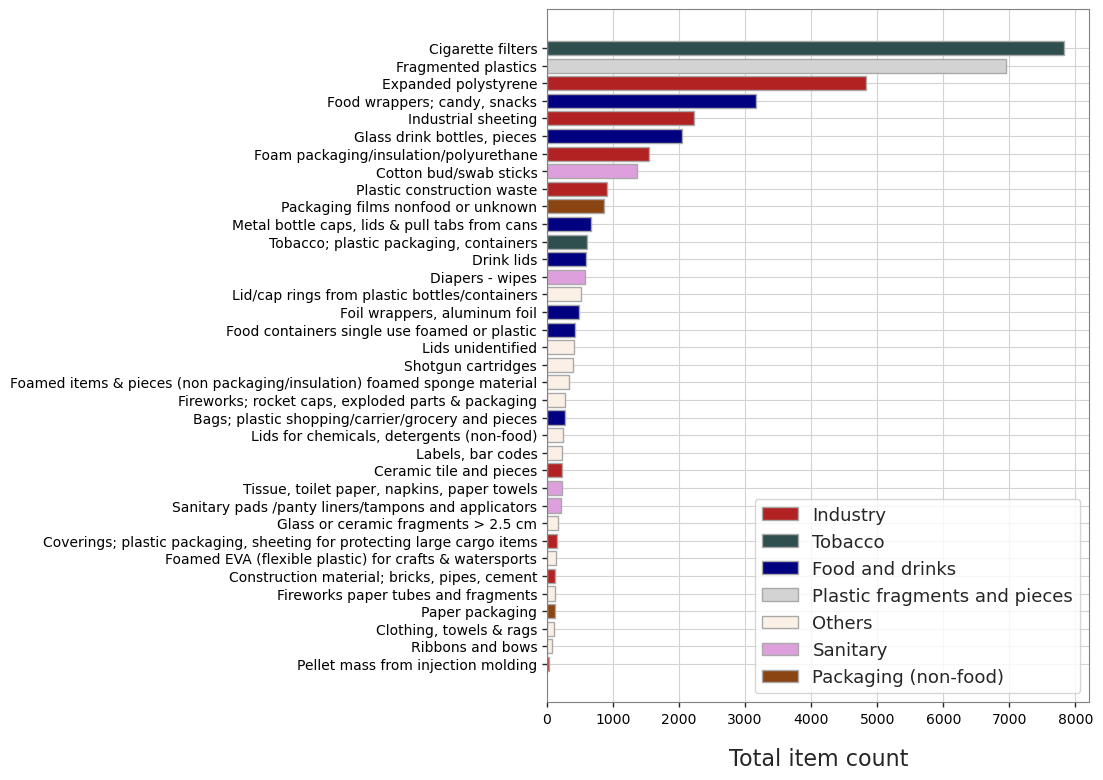 Cigarette filters
Fragmented plastics
Expanded polystyrene
Food wrappers; candy, snacks
Industrial sheeting
Glass drink bottles, pieces
Foam packaging/insulation/polyurethane
Cotton bud/swab sticks
Plastic construction waste
Packaging films nonfood or unknown
Metal bottle caps, lids & pull tabs from cans
Tobacco; plastic packaging, containers
Drink lids
Diapers - wipes
Lid/cap rings from plastic bottles/containers
Foil wrappers, aluminum foil
Food containers single use foamed or plastic
Lids unidentified
Shotgun cartridges
Foamed items & pieces (non packaging/insulation) foamed sponge material
Fireworks; rocket caps, exploded parts & packaging
Bags; plastic shopping/carrier/grocery and pieces
Lids for chemicals, detergents (non-food)
Labels, bar codes
Ceramic tile and pieces
Tissue, toilet paper, napkins, paper towels
Sanitary pads /panty liners/tampons and applicators
Glass or ceramic fragments > 2.5 cm
Coverings; plastic packaging, sheeting for protecting large cargo items
Foamed EVA (flexible plastic) for crafts & watersports
Construction material; bricks, pipes, cement
Fireworks paper tubes and fragments
Paper packaging
Clothing, towels & rags
Ribbons and bows
Pellet mass from injection molding
Industry
Tobacco
Food and drinks
Plastic fragments and pieces
Others
Sanitary
Packaging (non-food)
0 1000 2000 3000 4000 5000 6000 7000 8000
Total item count